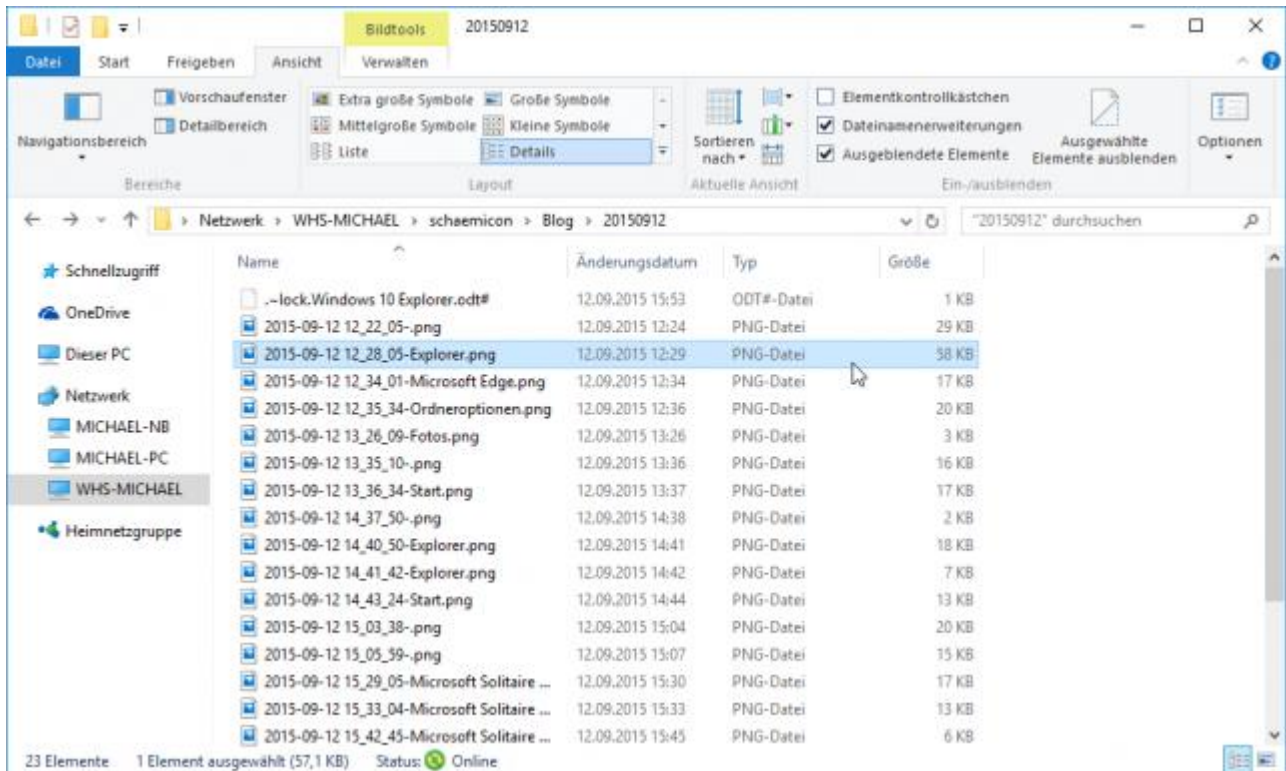 Bildtools 20150912
Datei Start Freigeben Ansicht Verwalten
Navigationsbereich
Vorschaufenster
Detailbereich
Bereiche
Extra große Symbole Große Symbole
Mittelgroße Symbole Kleine Symbole
Liste Details
Layout
Sortieren
nach
Aktuelle Ansicht
Elementkontrollkästchen
Dateinamenerweiterungen
Ausgeblendete Elemente
Ausgewählte
Elemente ausblenden
Ein-/ausblenden
Optionen
Netzwerk WHS-MICHAEL schaemicon Blog 20150912
"20150912" durchsuchen
Schnellzugriff
OneDrive
Dieser PC
Netzwerk
MICHAEL-NB
MICHAEL-PC
WHS-MICHAEL
Heimnetzgruppe
Name Änderungsdatum Typ Größe
.~lock.Windows 10 Explorer.odt# 12.09.2015 15:53 ODT#-Datei 1 KB
2015-09-12 12_22_05-.png 12.09.2015 12:24 PNG-Datei 29 KB
2015-09-12 12_28_05-Explorer.png 12.09.2015 12:29 PNG-Datei 58 KB
2015-09-12 12_34_01-Microsoft Edge.png 12.09.2015 12:34 PNG-Datei 17 KB
2015-09-12 12_35_34-Ordneroptionen.png 12.09.2015 12:36 PNG-Datei 20 KB
2015-09-12 13_26_09-Fotos.png 12.09.2015 13:26 PNG-Datei 3 KB
2015-09-12 13_35_10-.png 12.09.2015 13:36 PNG-Datei 16 KB
2015-09-12 13_36_34-Start.png 12.09.2015 13:37 PNG-Datei 17 KB
2015-09-12 14_37_50-.png 12.09.2015 14:38 PNG-Datei 2 KB
2015-09-12 14_40_50-Explorer.png 12.09.2015 14:41 PNG-Datei 18 KB
2015-09-12 14_41_42-Explorer.png 12.09.2015 14:42 PNG-Datei 7 KB
2015-09-12 14_43_24-Start.png 12.09.2015 14:44 PNG-Datei 13 KB
2015-09-12 15_03_38-.png 12.09.2015 15:04 PNG-Datei 20 KB
2015-09-12 15_05_59-.png 12.09.2015 15:07 PNG-Datei 15 KB
2015-09-12 15_29_05-Microsoft Solitaire ... 12.09.2015 15:30 PNG-Datei 17 KB
2015-09-12 15_33_04-Microsoft Solitaire ... 12.09.2015 15:33 PNG-Datei 13 KB
2015-09-12 15_42_45-Microsoft Solitaire ... 12.09.2015 15:45 PNG-Datei 6 KB
23 Elemente 1 Element ausgewählt (57,1 KB) Status: Online